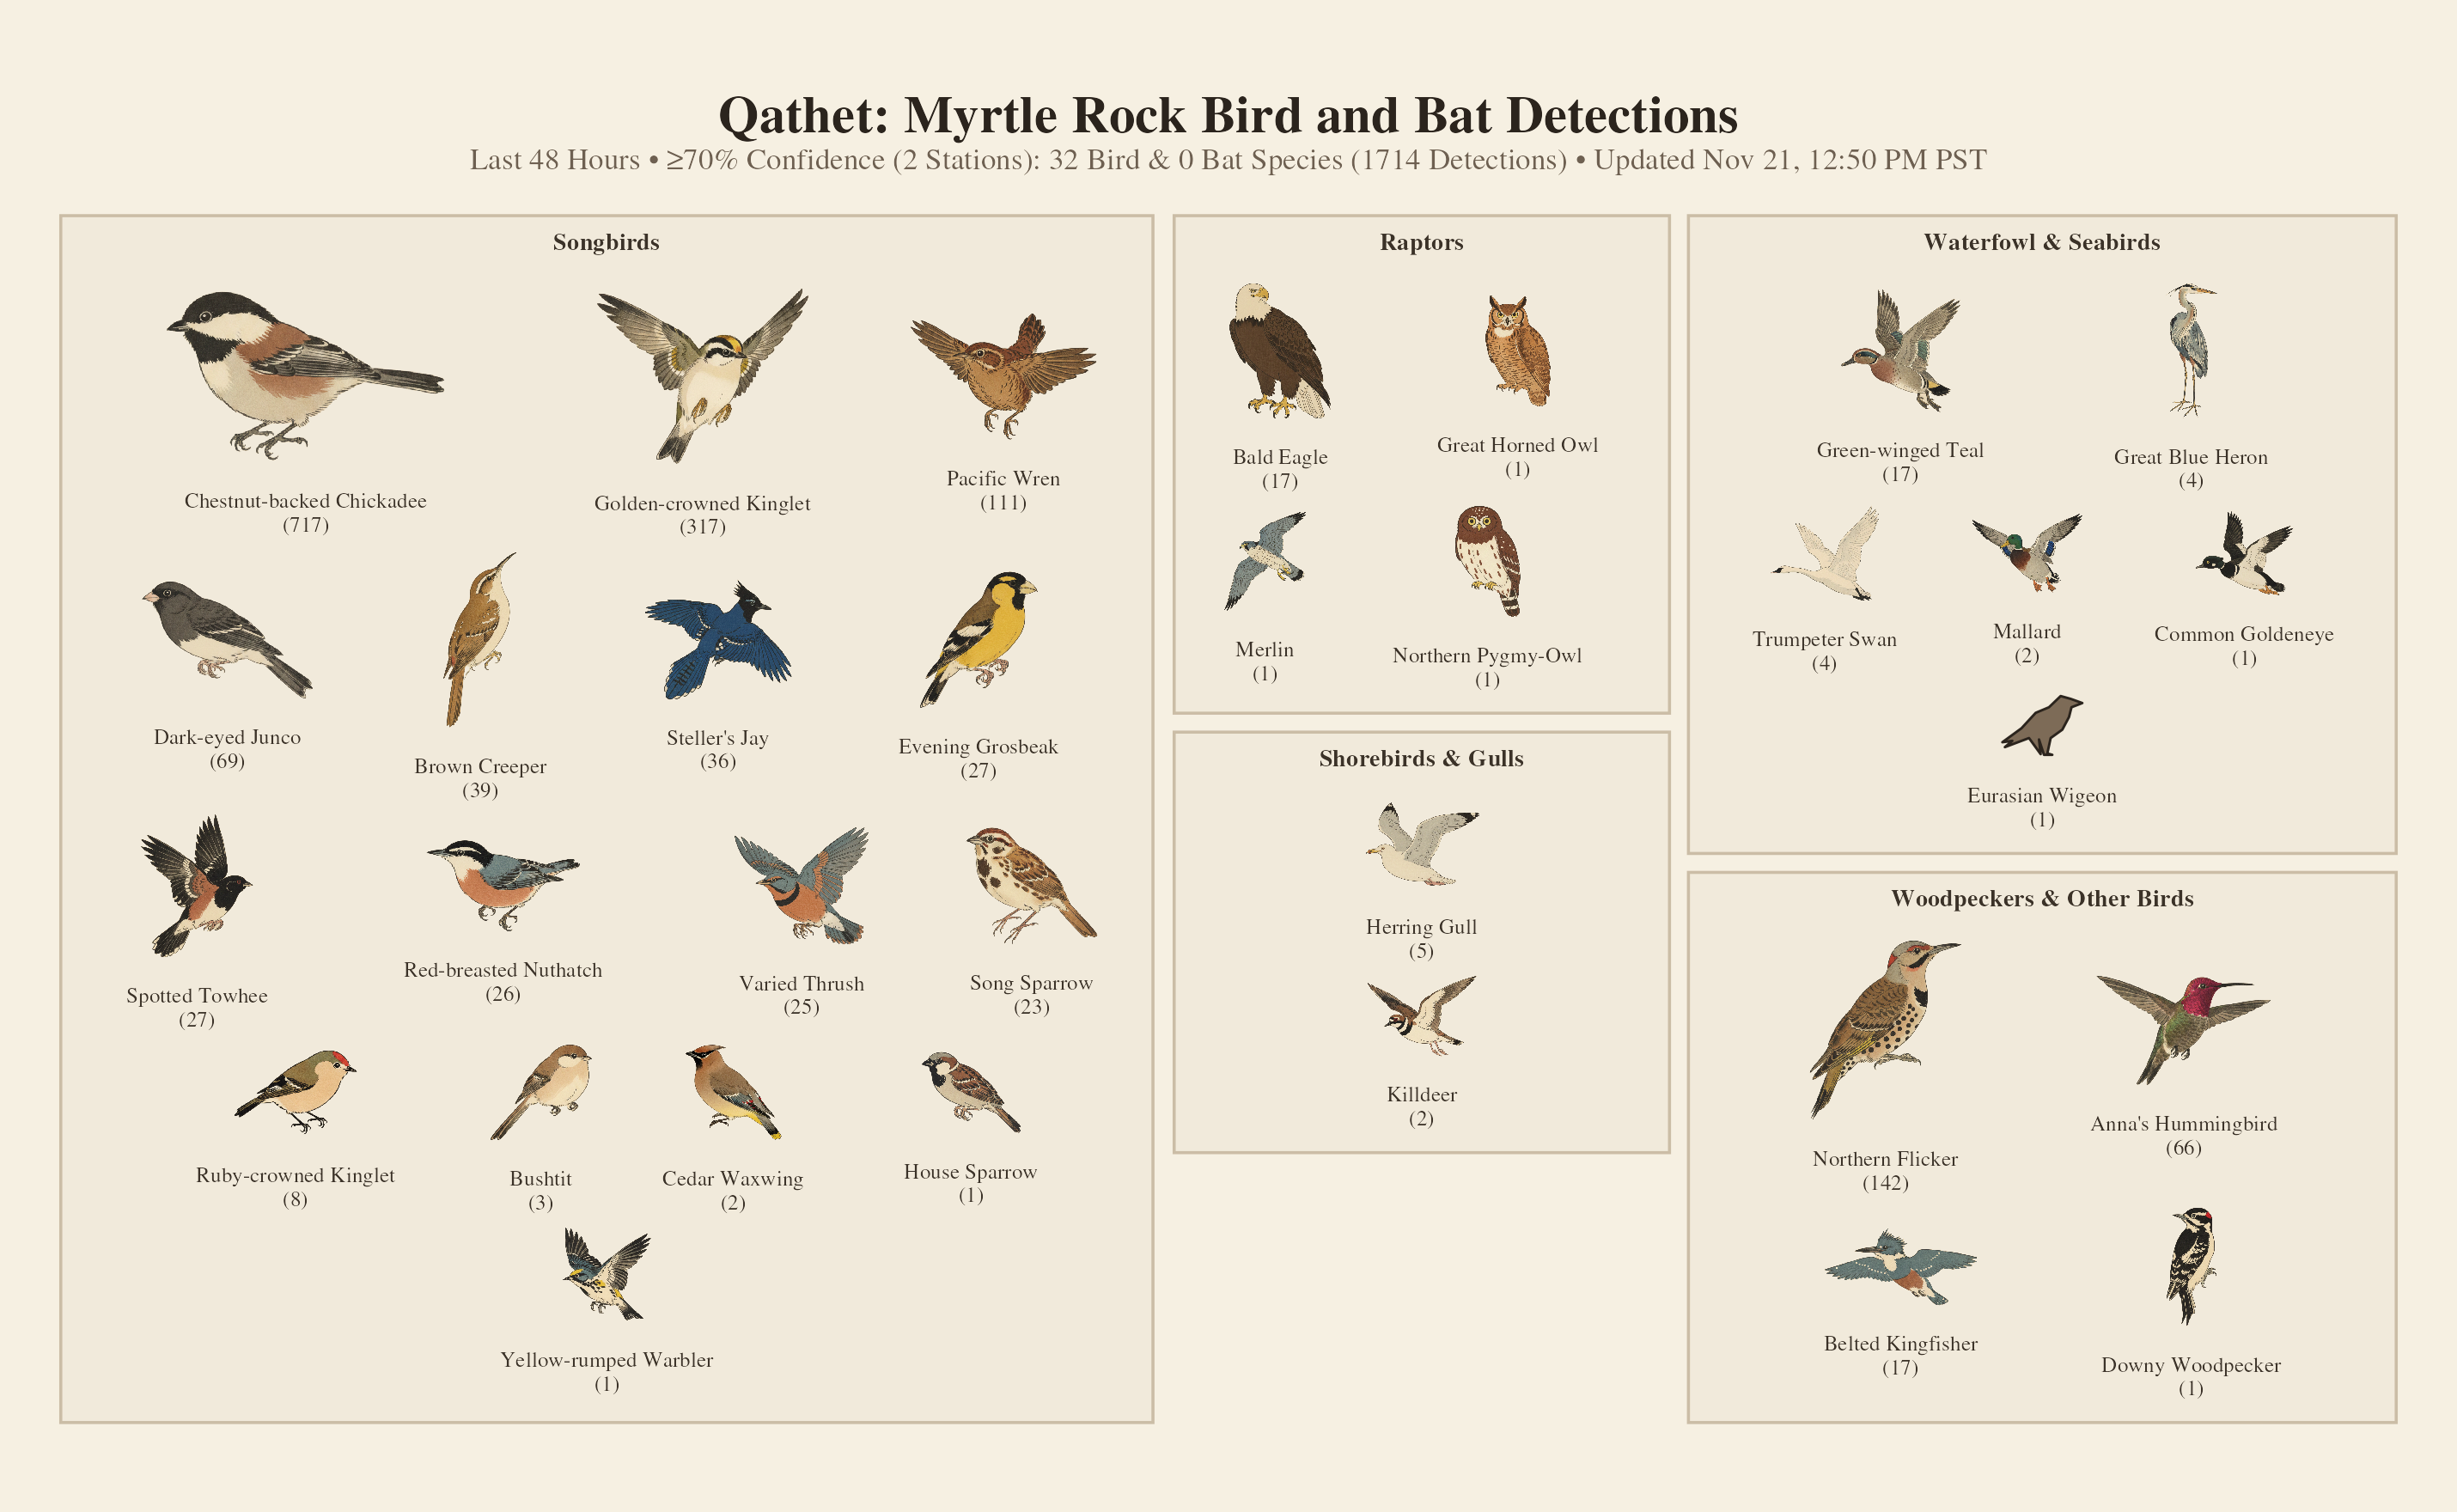 Qathet: Myrtle Rock Bird and Bat Detections
Last 48 Hours • ≥70% Confidence (2 Stations): 32 Bird & 0 Bat Species (1714 Detections) • Updated Nov 21, 12:50 PM PST
Songbirds
Chestnut-backed Chickadee
(717)
Golden-crowned Kinglet
(317)
Pacific Wren
(111)
Dark-eyed Junco
(69)
Brown Creeper
(39)
Steller's Jay
(36)
Evening Grosbeak
(27)
Spotted Towhee
(27)
Red-breasted Nuthatch
(26)
Varied Thrush
(25)
Song Sparrow
(23)
Ruby-crowned Kinglet
(8)
Bushtit
(3)
Cedar Waxwing
(2)
House Sparrow
(1)
Yellow-rumped Warbler
(1)
Raptors
Bald Eagle
(17)
Great Horned Owl
(1)
Merlin
(1)
Northern Pygmy-Owl
(1)
Shorebirds & Gulls
Herring Gull
(5)
Killdeer
(2)
Waterfowl & Seabirds
Green-winged Teal
(17)
Great Blue Heron
(4)
Trumpeter Swan
(4)
Mallard
(2)
Common Goldeneye
(1)
Eurasian Wigeon
(1)
Woodpeckers & Other Birds
Northern Flicker
(142)
Anna's Hummingbird
(66)
Belted Kingfisher
(17)
Downy Woodpecker
(1)